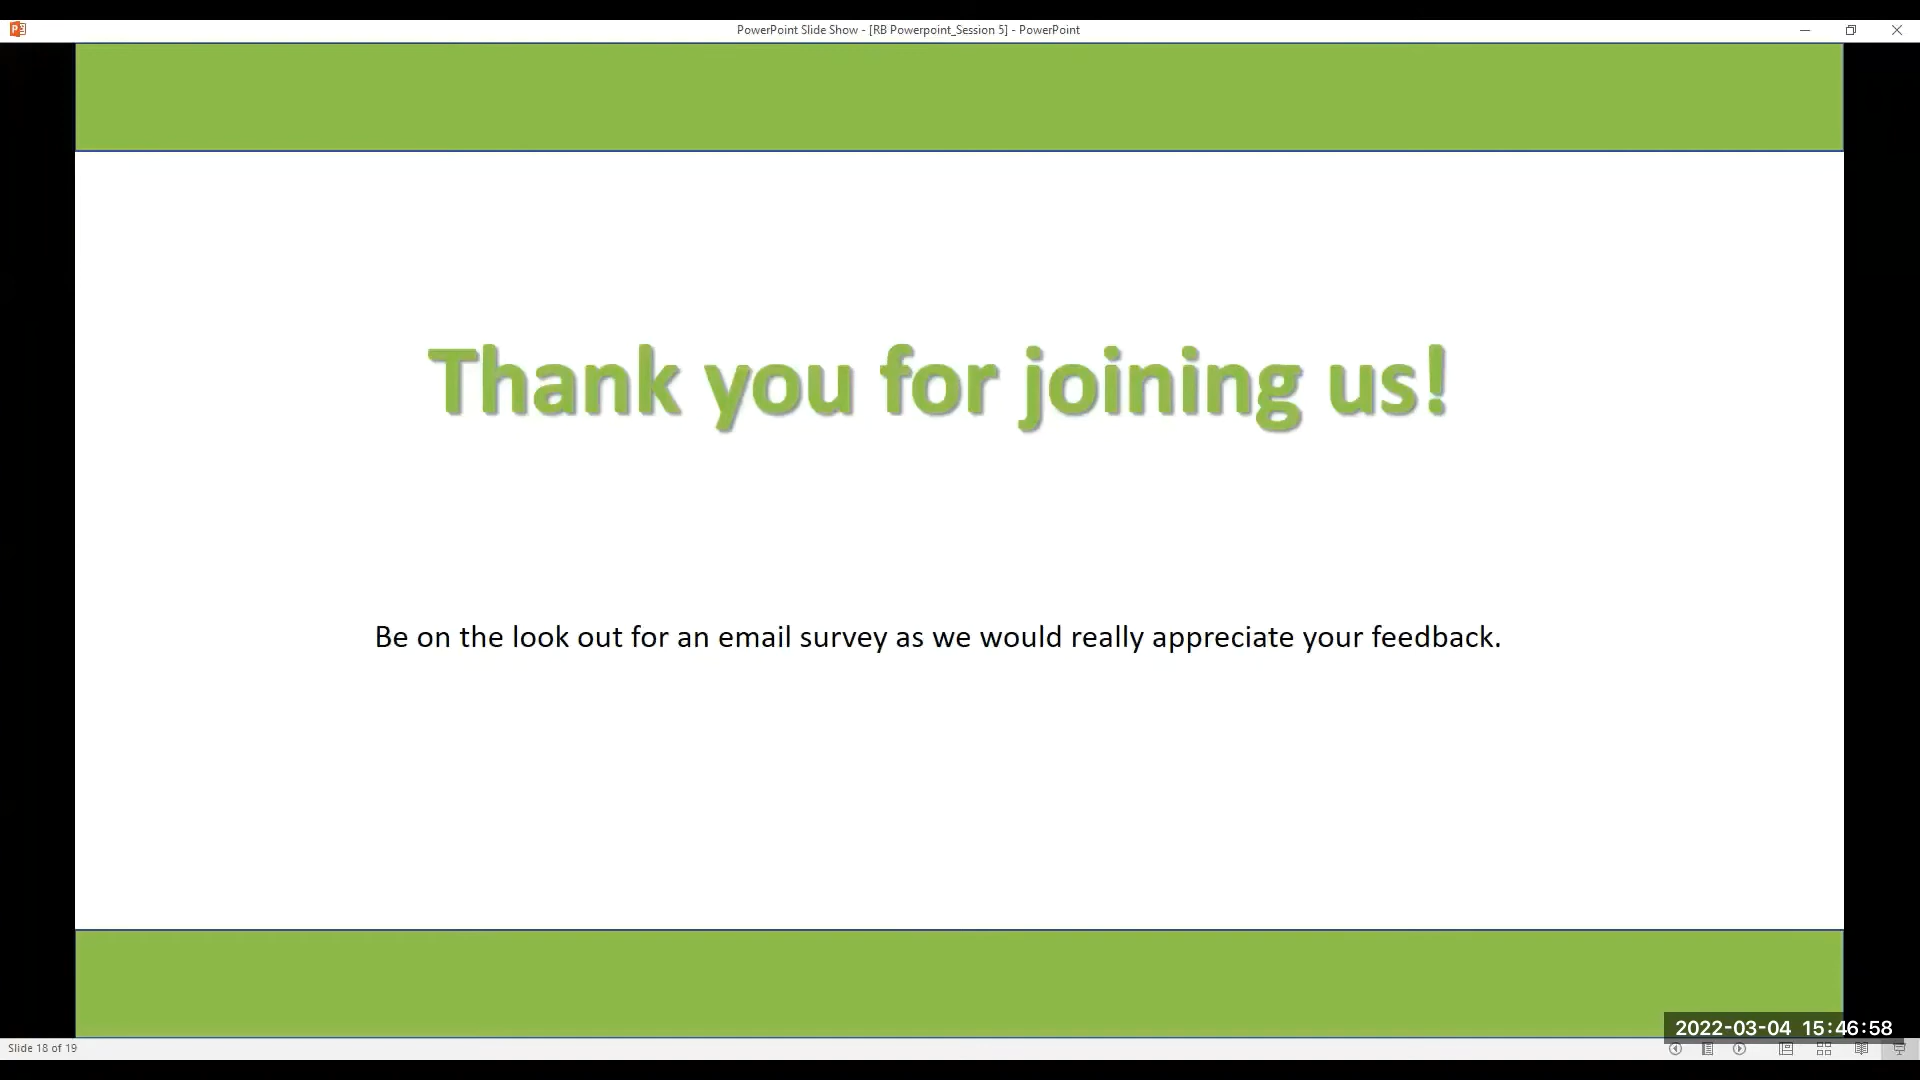 PowerPoint Slide Show - [RB Powerpoint_Session 5] - PowerPoint
Thank you for joining us!
Be on the look out for an email survey as we would really appreciate your feedback.
2022-03-04 15:46:58
Slide 18 of 19